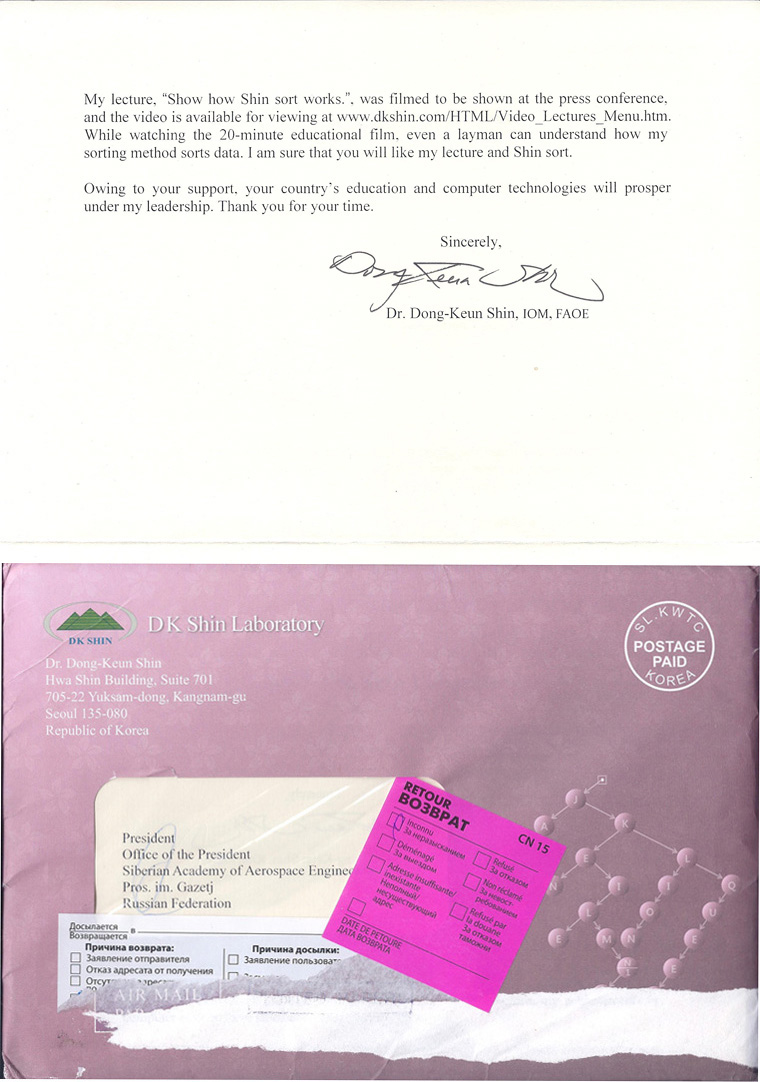 My lecture, “Show how Shin sort works.”, was filmed to be shown at the press conference,
and the video is available for viewing at www.dkshin.com/HTML/Video_Lectures_Menu.htm.
While watching the 20-minute educational film, even a layman can understand how my
sorting method sorts data. I am sure that you will like my lecture and Shin sort.
Owing to your support, your country’s education and computer technologies will prosper
under my leadership. Thank you for your time.
Sincerely,
Dong-Keun Shin
Dr. Dong-Keun Shin, IOM, FAOE
DK SHIN
DK Shin Laboratory
Dr. Dong-Keun Shin
Hwa Shin Building, Suite 701
705-22 Yuksam-dong, Kangnam-gu
Seoul 135-080
Republic of Korea
SL.KWTC
POSTAGE
PAID
KOREA
President
Office of the President
Siberian Academy of Aerospace Enginee
Pros. im. Gazetj
Russian Federation
RETOUR
ВОЗВРАТ
CN 15
Inconnu
За неразысканием
Déménagé
За выездом
Adresse insuffisante/
inexistante
Неполный/
несуществующий
адрес
Refusé
За отказом
Non réclamé
За невост-
ребованием
Refusé par
la douane
За отказом
таможни
DATE DE RETOURE
ДАТА ВОЗВРАТА
Досылается
Возвращается
в
Причина возврата:
Заявление отправителя
Отказ адресата от получения
Причина досылки:
Заявление пользоват
AIR MAIL
J
A
K
E
L
N
I
I
Q
I
O
U
E
M
N
R
E